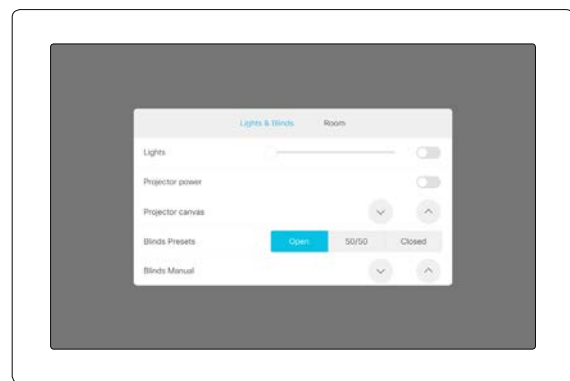 Lights & Blinds Room
Lights
Projector power
Projector canvas
Blinds Presets Open 50/50 Closed
Blinds Manual